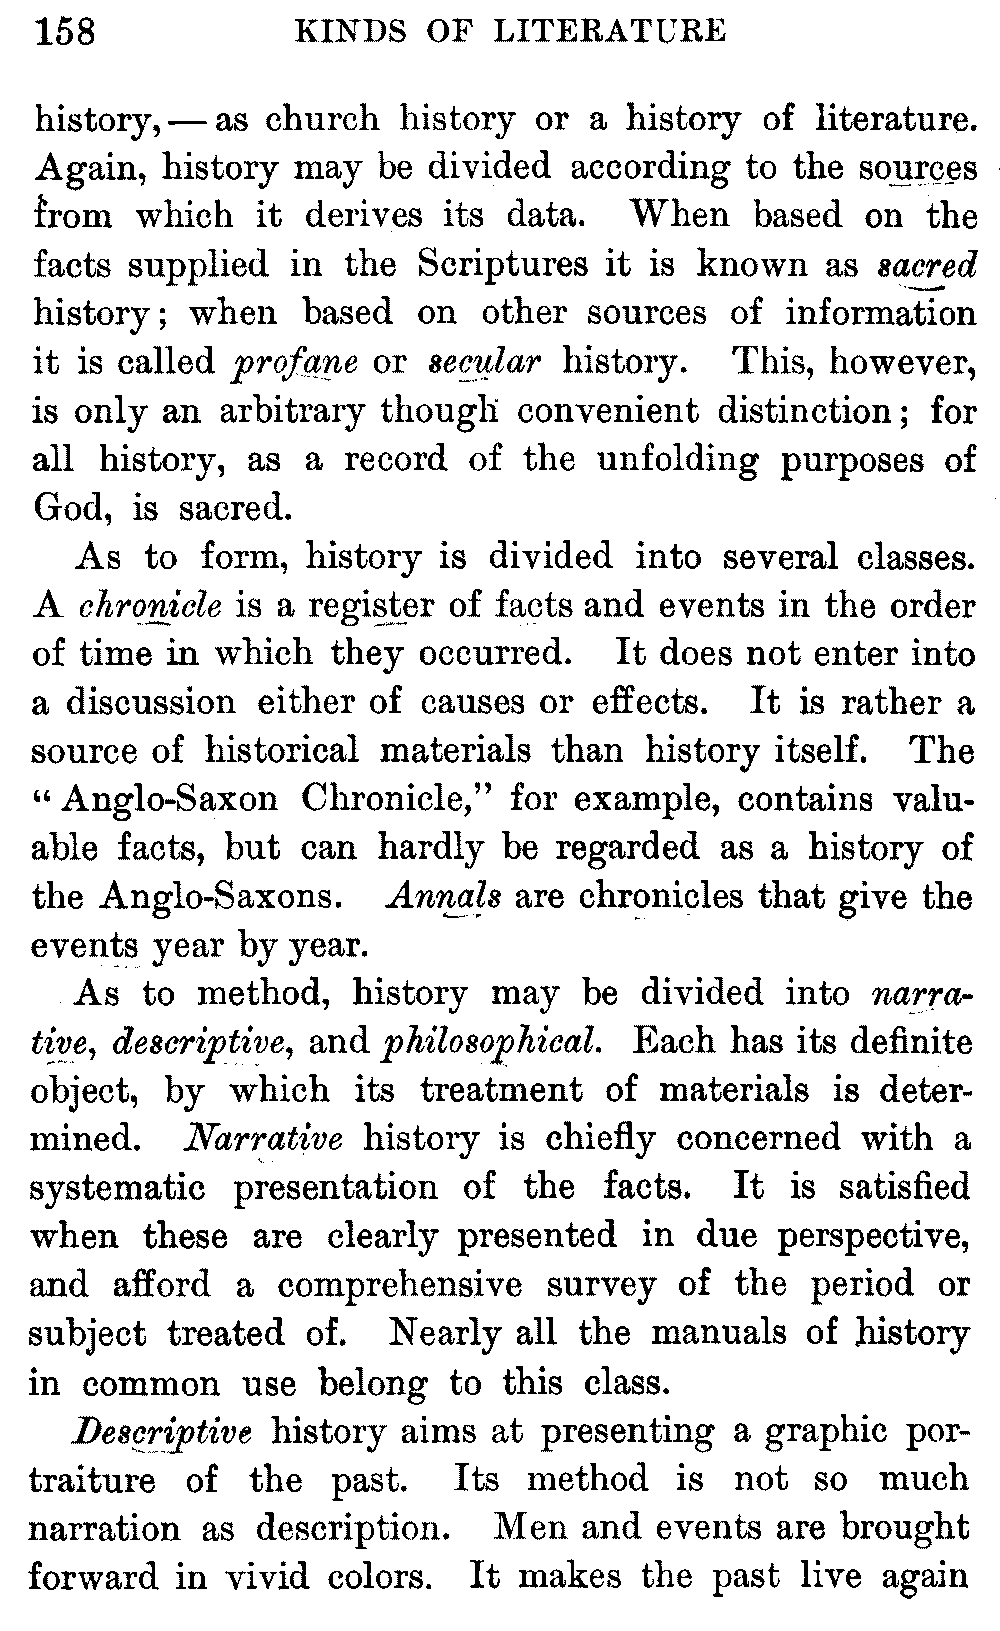 158 KINDS OF LITERATURE
history, — as church history or a history of literature.
Again, history may be divided according to the sources
from which it derives its data. When based on the
facts supplied in the Scriptures it is known as sacred
history; when based on other sources of information
it is called profane or secular history. This, however,
is only an arbitrary though convenient distinction; for
all history, as a record of the unfolding purposes of
God, is sacred.
As to form, history is divided into several classes.
A chronicle is a register of facts and events in the order
of time in which they occurred. It does not enter into
a discussion either of causes or effects. It is rather a
source of historical materials than history itself. The
“Anglo-Saxon Chronicle,” for example, contains valu-
able facts, but can hardly be regarded as a history of
the Anglo-Saxons. Annals are chronicles that give the
events year by year.
As to method, history may be divided into narra-
tive, descriptive, and philosophical. Each has its definite
object, by which its treatment of materials is deter-
mined. Narrative history is chiefly concerned with a
systematic presentation of the facts. It is satisfied
when these are clearly presented in due perspective,
and afford a comprehensive survey of the period or
subject treated of. Nearly all the manuals of history
in common use belong to this class.
Descriptive history aims at presenting a graphic por-
traiture of the past. Its method is not so much
narration as description. Men and events are brought
forward in vivid colors. It makes the past live again